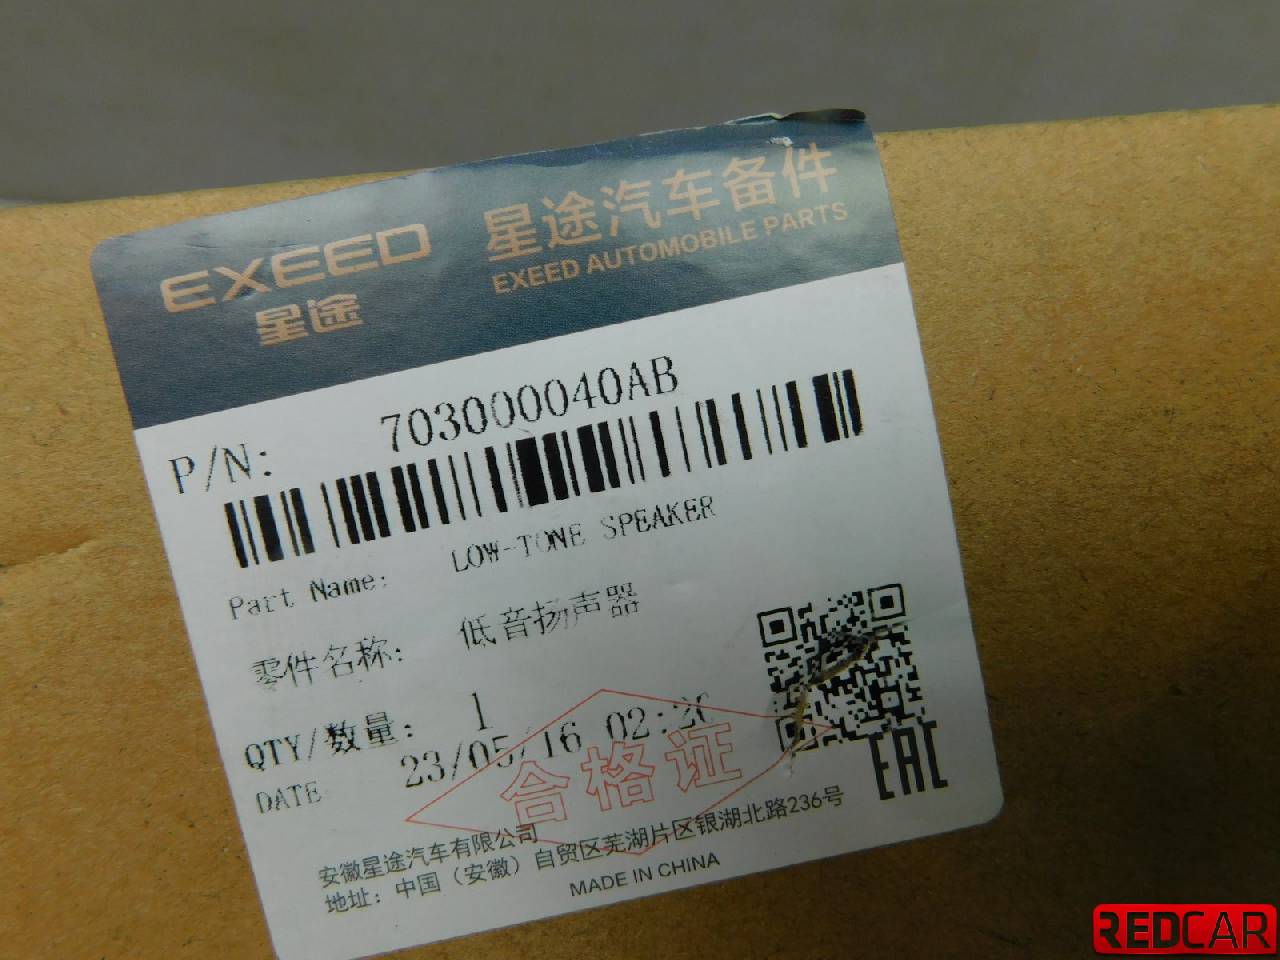 EXEED
星途
星途汽车备件
EXEED AUTOMOBILE PARTS
P/N: 703000040AB
Part Name: LOW-TONE SPEAKER
零件名称: 低音扬声器
QTY/数量: 1
DATE 23/05/16 02:20
合格证
EAC
安徽星途汽车有限公司
地址：中国（安徽）自贸区芜湖片区银湖北路236号
MADE IN CHINA
REDCAR